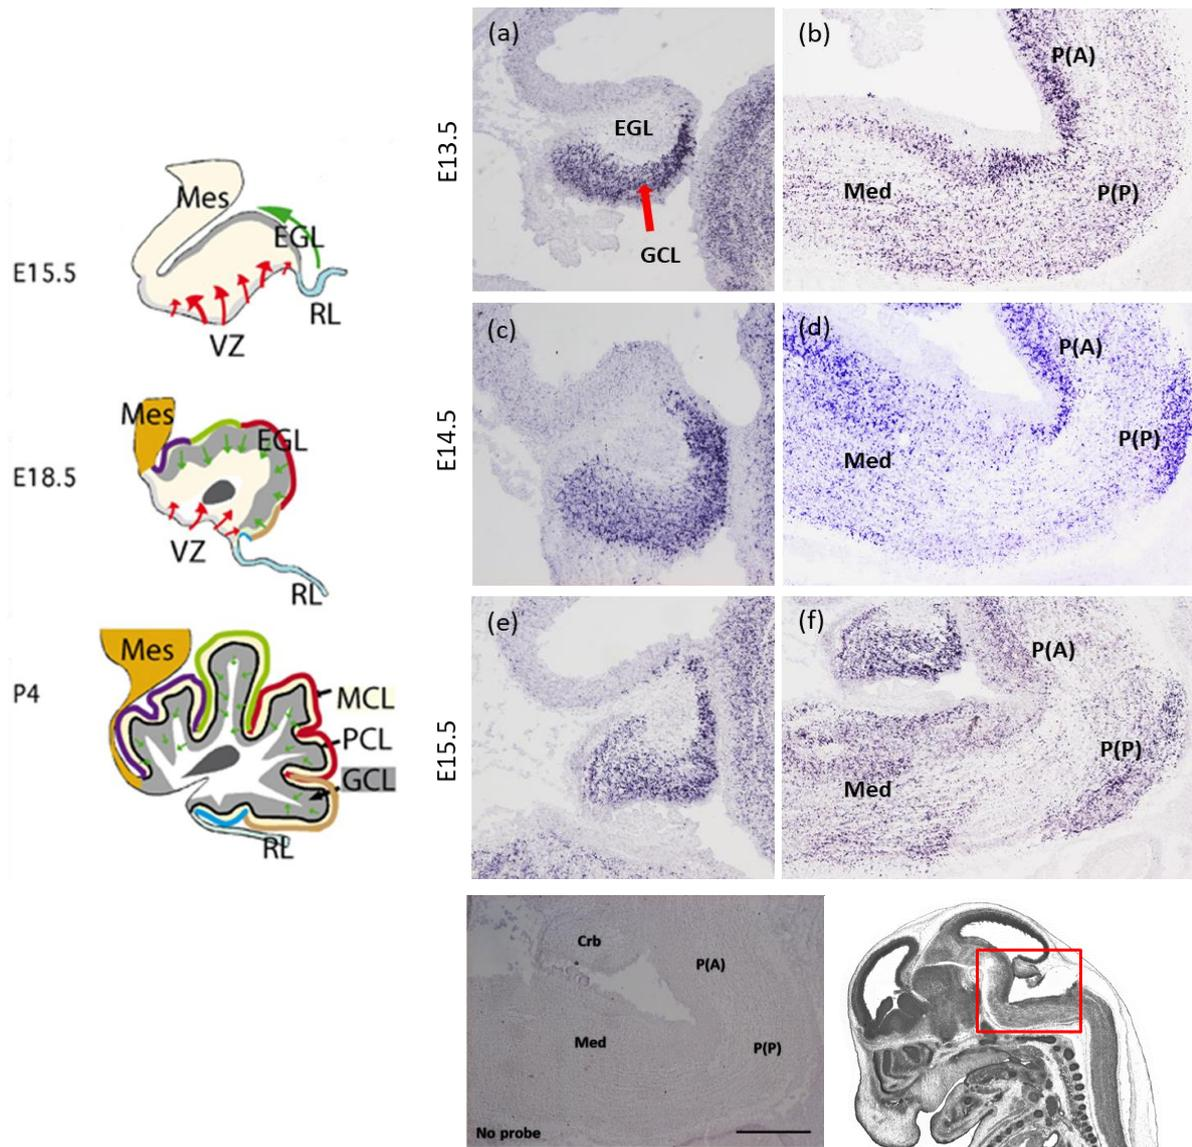 E15.5
Mes
EGL
RL
VZ
E18.5
Mes
EGL
VZ
RL
P4
Mes
MCL
PCL
GCL
RL
E13.5
(a)
EGL
GCL
(b)
P(A)
Med
P(P)
E14.5
(c)
(d)
P(A)
Med
P(P)
E15.5
(e)
(f)
P(A)
Med
P(P)
Crb
P(A)
Med
P(P)
No probe